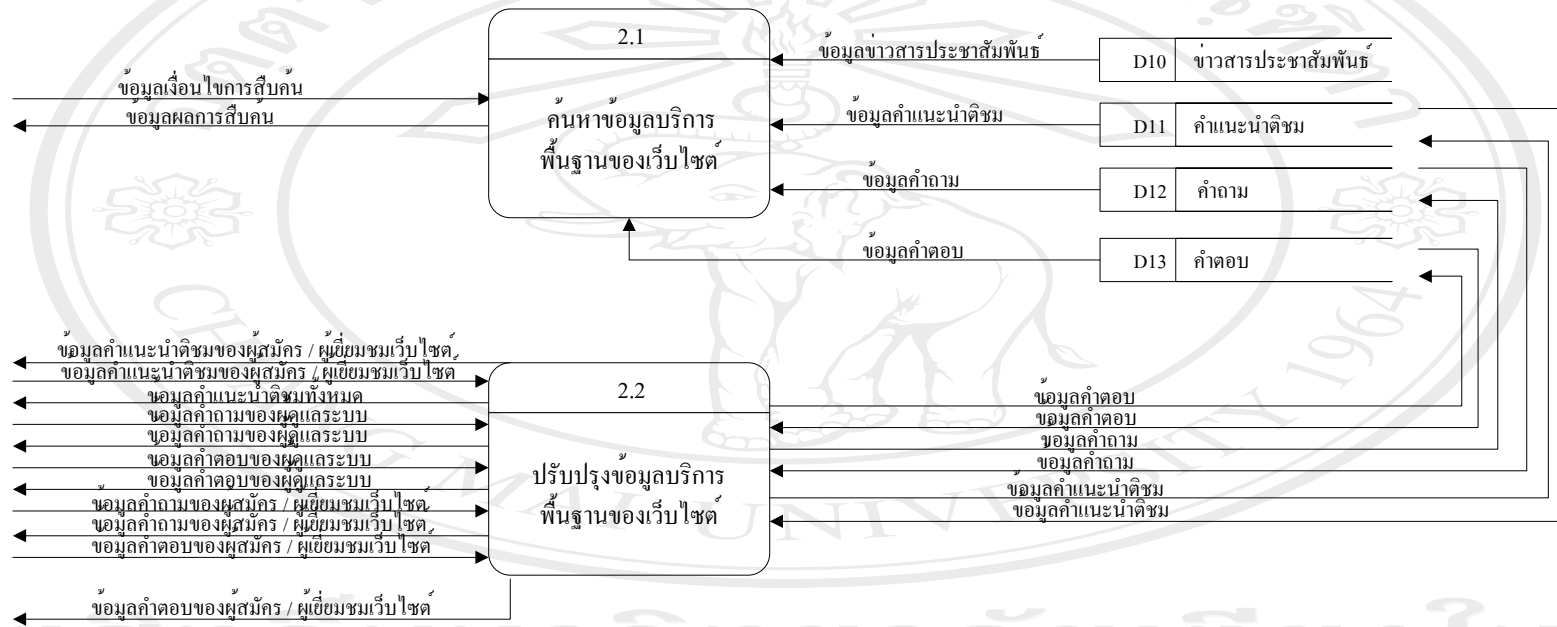 2.1
ค้นหาข้อมูลบริการ
พื้นฐานของเว็บไซต์
ข้อมูลเงื่อนไขการสืบค้น
ข้อมูลผลการสืบค้น
ข้อมูลข่าวสารประชาสัมพันธ์
D10 ข่าวสารประชาสัมพันธ์
ข้อมูลคำแนะนำติชม
D11 คำแนะนำติชม
ข้อมูลคำถาม
D12 คำถาม
ข้อมูลคำตอบ
D13 คำตอบ
ข้อมูลคำแนะนำติชมของผู้สมัคร / ผู้เยี่ยมชมเว็บไซต์
ข้อมูลคำแนะนำติชมของผู้สมัคร / ผู้เยี่ยมชมเว็บไซต์
ข้อมูลคำแนะนำติชมทั้งหมด
ข้อมูลคำถามของผู้ดูแลระบบ
ข้อมูลคำถามของผู้ดูแลระบบ
ข้อมูลคำตอบของผู้ดูแลระบบ
ข้อมูลคำตอบของผู้ดูแลระบบ
ข้อมูลคำถามของผู้สมัคร / ผู้เยี่ยมชมเว็บไซต์
ข้อมูลคำถามของผู้สมัคร / ผู้เยี่ยมชมเว็บไซต์
ข้อมูลคำตอบของผู้สมัคร / ผู้เยี่ยมชมเว็บไซต์
ข้อมูลคำตอบของผู้สมัคร / ผู้เยี่ยมชมเว็บไซต์
2.2
ปรับปรุงข้อมูลบริการ
พื้นฐานของเว็บไซต์
ข้อมูลคำตอบ
ข้อมูลคำตอบ
ข้อมูลคำถาม
ข้อมูลคำถาม
ข้อมูลคำแนะนำติชม
ข้อมูลคำแนะนำติชม
CHIANG MAI UNIVERSITY 1964